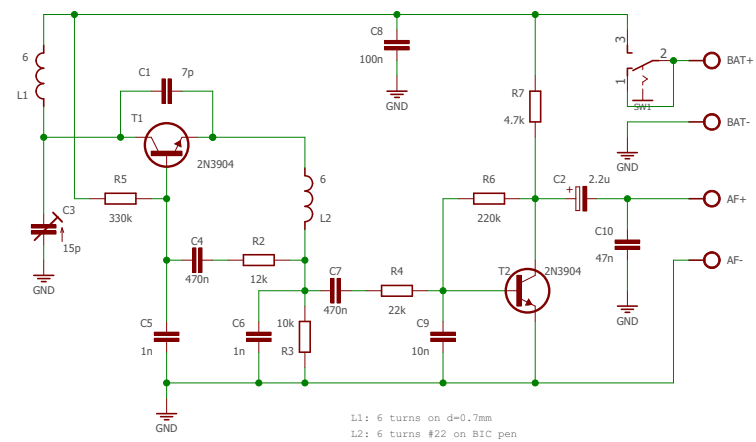 C8
100n
GND
6
L1
C1
7p
T1
2N3904
3
2
1
SW1
BAT+
BAT-
GND
R7
4.7k
R5
330k
C3
15p
GND
6
L2
R6
220k
C2
+
2.2u
AF+
C10
47n
GND
AF-
C4
470n
R2
12k
C7
470n
R4
22k
T2
2N3904
C5
1n
C6
1n
10k
R3
C9
10n
GND
L1: 6 turns on d=0.7mm
L2: 6 turns #22 on BIC pen